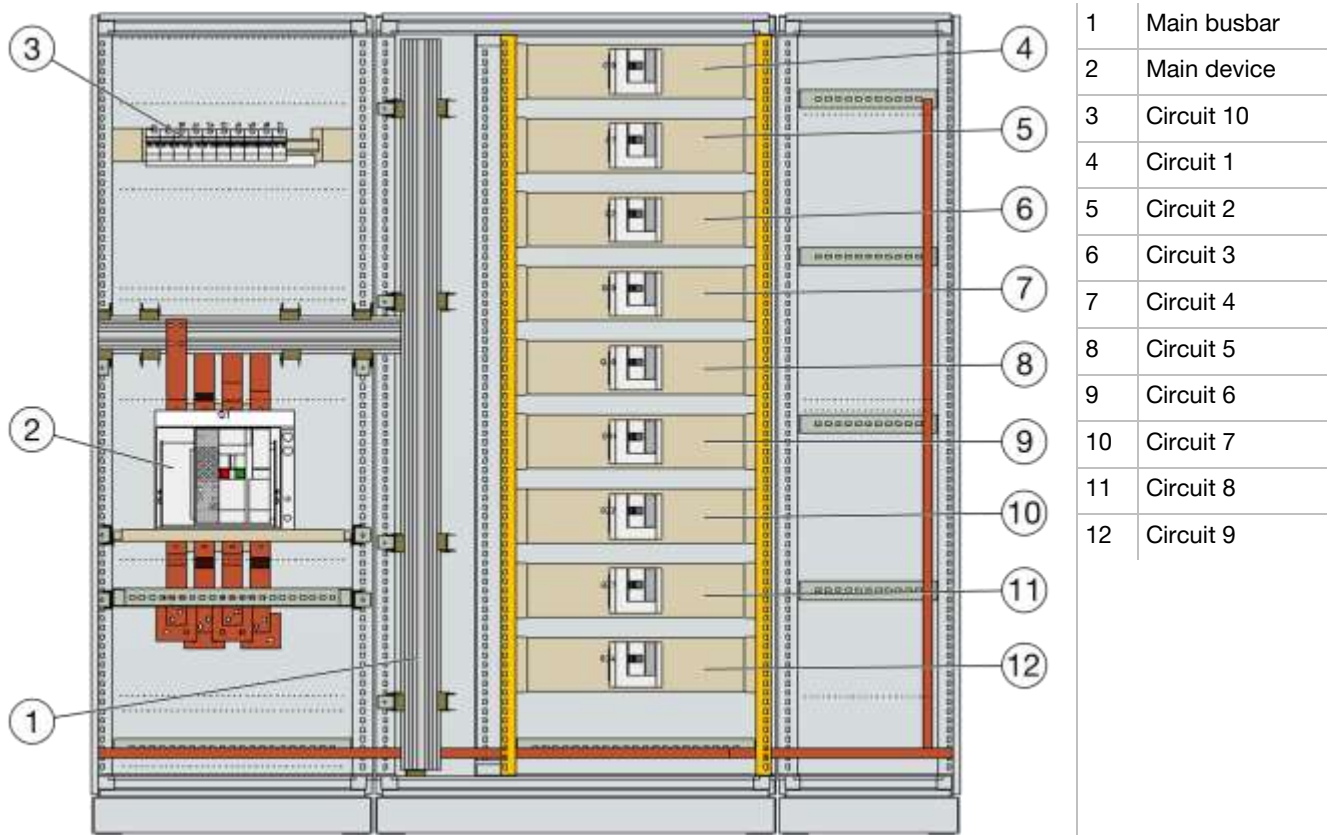 3
2
1
4
5
6
7
8
9
10
11
12
1 Main busbar
2 Main device
3 Circuit 10
4 Circuit 1
5 Circuit 2
6 Circuit 3
7 Circuit 4
8 Circuit 5
9 Circuit 6
10 Circuit 7
11 Circuit 8
12 Circuit 9